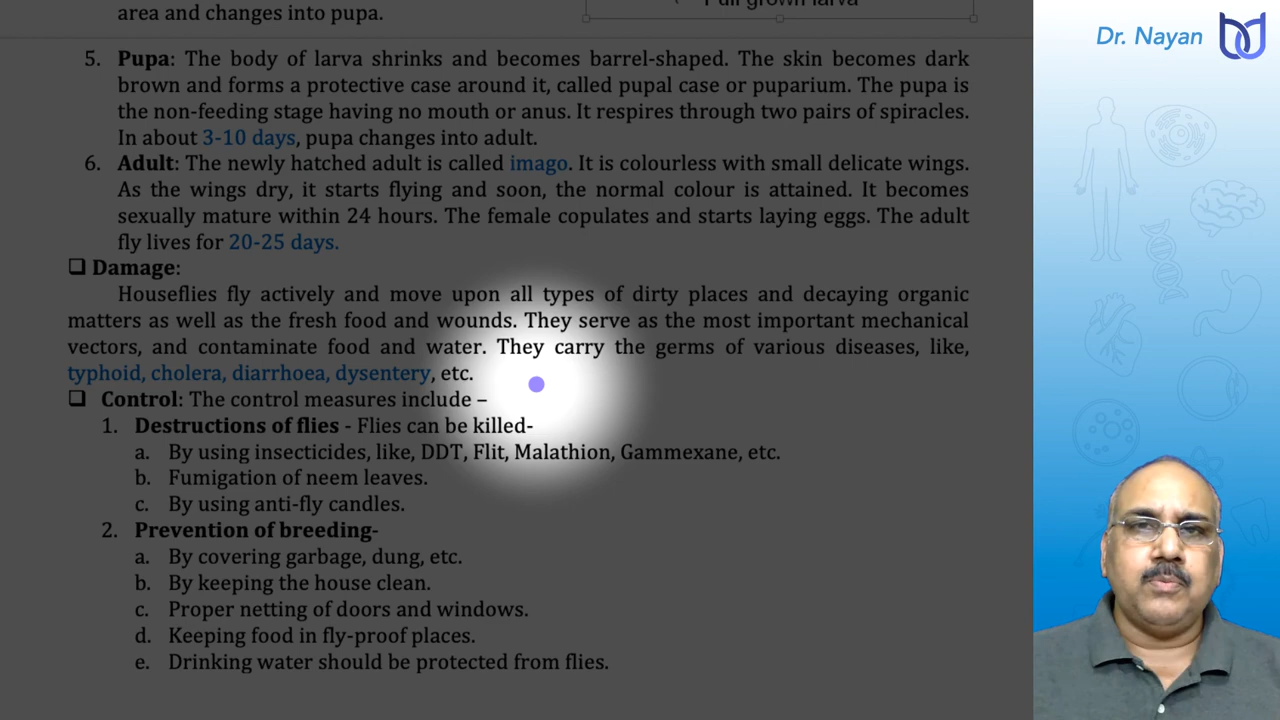 area and changes into pupa.
Full grown larva
Dr. Nayan
5. Pupa: The body of larva shrinks and becomes barrel-shaped. The skin becomes dark
brown and forms a protective case around it, called pupal case or puparium. The pupa is
the non-feeding stage having no mouth or anus. It respires through two pairs of spiracles.
In about 3-10 days, pupa changes into adult.
6. Adult: The newly hatched adult is called imago. It is colourless with small delicate wings.
As the wings dry, it starts flying and soon, the normal colour is attained. It becomes
sexually mature within 24 hours. The female copulates and starts laying eggs. The adult
fly lives for 20-25 days.
❑ Damage:
Houseflies fly actively and move upon all types of dirty places and decaying organic
matters as well as the fresh food and wounds. They serve as the most important mechanical
vectors, and contaminate food and water. They carry the germs of various diseases, like,
typhoid, cholera, diarrhoea, dysentery, etc.
❑ Control: The control measures include –
1. Destructions of flies - Flies can be killed-
a. By using insecticides, like, DDT, Flit, Malathion, Gammexane, etc.
b. Fumigation of neem leaves.
c. By using anti-fly candles.
2. Prevention of breeding-
a. By covering garbage, dung, etc.
b. By keeping the house clean.
c. Proper netting of doors and windows.
d. Keeping food in fly-proof places.
e. Drinking water should be protected from flies.